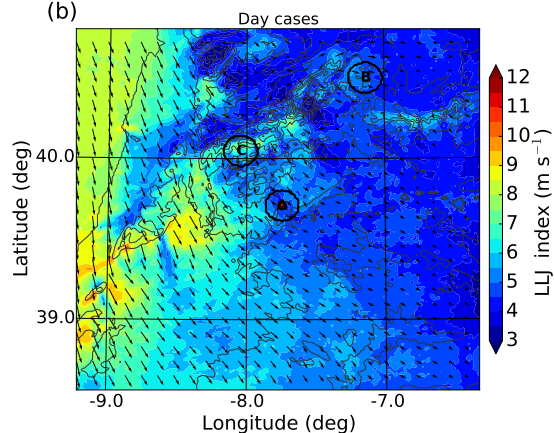 (b)
Day cases
B
C
A
40.0
39.0
Latitude (deg)
-9.0
-8.0
-7.0
Longitude (deg)
12
11
10
9
8
7
6
5
4
3
LLJ index (m s⁻¹)